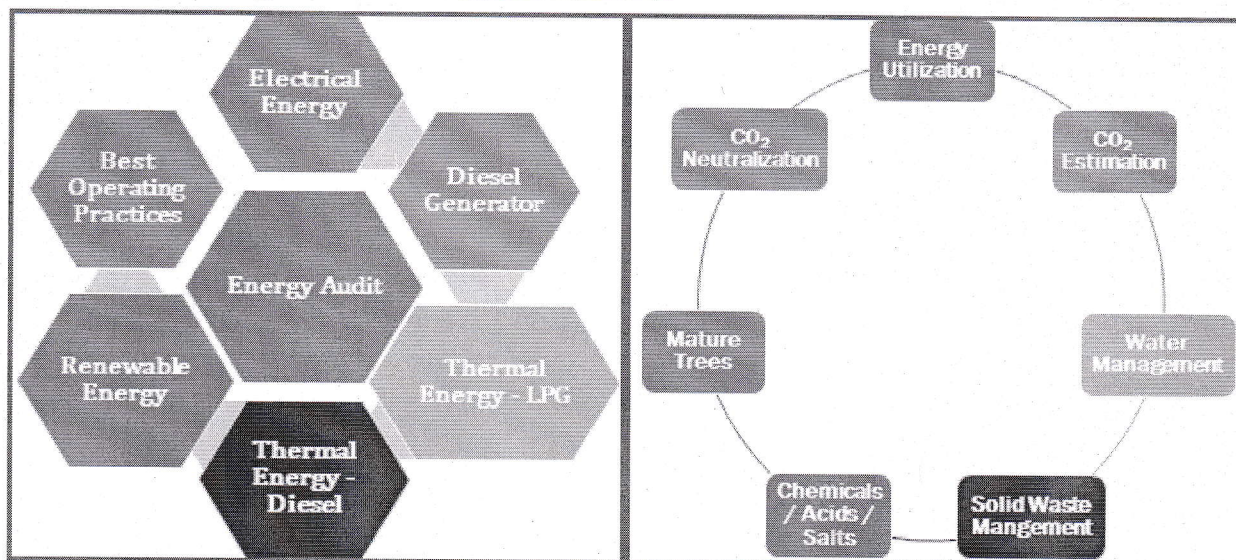 Electrical
Energy
Best
Operating
Practices
Diesel
Generator
Energy Audit
Renewable
Energy
Thermal
Energy - LPG
Thermal
Energy -
Diesel
Energy
Utilization
CO₂
Neutralization
CO₂
Estimation
Mature
Trees
Water
Management
Chemicals
/ Acids /
Salts
Solid Waste
Mangement